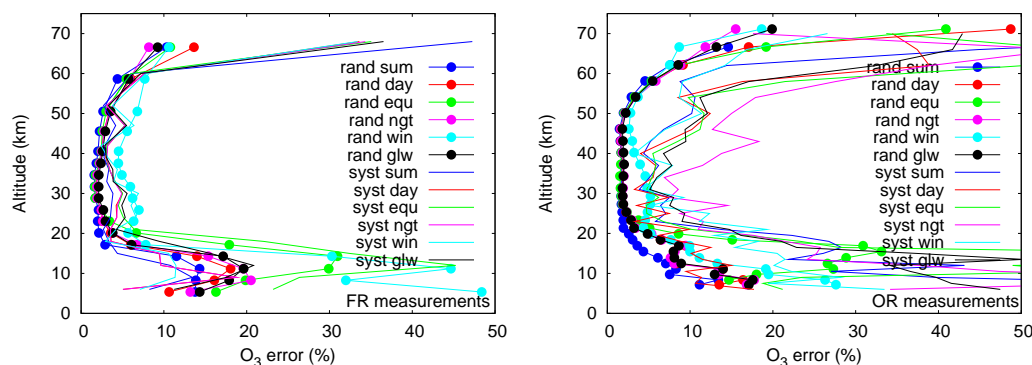 70
60
50
40
30
20
10
0
Altitude (km)
0 10 20 30 40 50
O3 error (%)
rand sum
rand day
rand equ
rand ngt
rand win
rand glw
syst sum
syst day
syst equ
syst ngt
syst win
syst glw
FR measurements
70
60
50
40
30
20
10
0
Altitude (km)
0 10 20 30 40 50
O3 error (%)
rand sum
rand day
rand equ
rand ngt
rand win
rand glw
syst sum
syst day
syst equ
syst ngt
syst win
syst glw
OR measurements